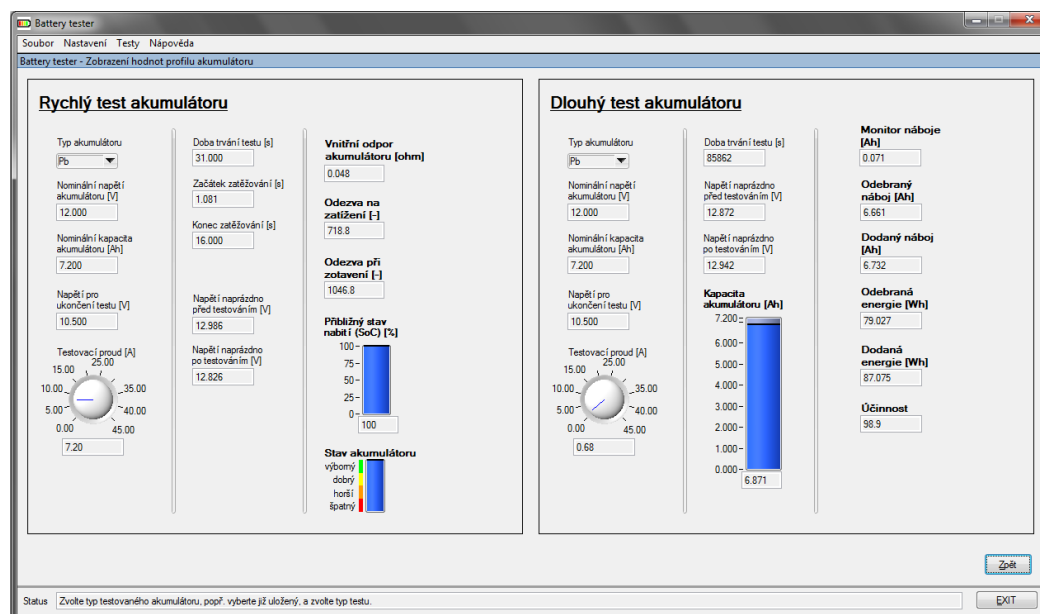 Battery tester
Soubor Nastavení Testy Nápověda
Battery tester - Zobrazení hodnot profilu akumulátoru
Rychlý test akumulátoru
Typ akumulátoru
Pb
Nominální napětí
akumulátoru [V]
12.000
Nominální kapacita
akumulátoru [Ah]
7.200
Napětí pro
ukončení testu [V]
10.500
Testovací proud [A]
25.00
15.00
10.00
35.00
5.00
40.00
0.00
45.00
7.20
Doba trvání testu [s]
31.000
Začátek zatěžování [s]
1.081
Konec zatěžování [s]
16.000
Napětí naprázdno
před testováním [V]
12.986
Napětí naprázdno
po testování m [V]
12.826
Vnitřní odpor
akumulátoru [ohm]
0.048
Odezva na
zatížení [-]
718.8
Odezva při
zotavení [-]
1046.8
Přibližný stav
nabití (SoC) [%]
100
75
50
25
0
100
Stav akumulátoru
výborný
dobrý
horší
špatný
Dlouhý test akumulátoru
Typ akumulátoru
Pb
Nominální napětí
akumulátoru [V]
12.000
Nominální kapacita
akumulátoru [Ah]
7.200
Napětí pro
ukončení testu [V]
10.500
Testovací proud [A]
25.00
15.00
10.00
35.00
5.00
40.00
0.00
45.00
0.68
Doba trvání testu [s]
85862
Napětí naprázdno
před testováním [V]
12.872
Napětí naprázdno
po testováním [V]
12.942
Kapacita
akumulátoru [Ah]
7.200
6.000
5.000
4.000
3.000
2.000
1.000
0.000
6.871
Monitor náboje
[Ah]
0.071
Odebraný
náboj [Ah]
6.661
Dodaný náboj
[Ah]
6.732
Odebraná
energie [Wh]
79.027
Dodaná
energie [Wh]
87.075
Účinnost
98.9
Zpět
Status Zvolte typ testovaného akumulátoru, popř. vyberte již uložený, a zvolte typ testu.
EXIT